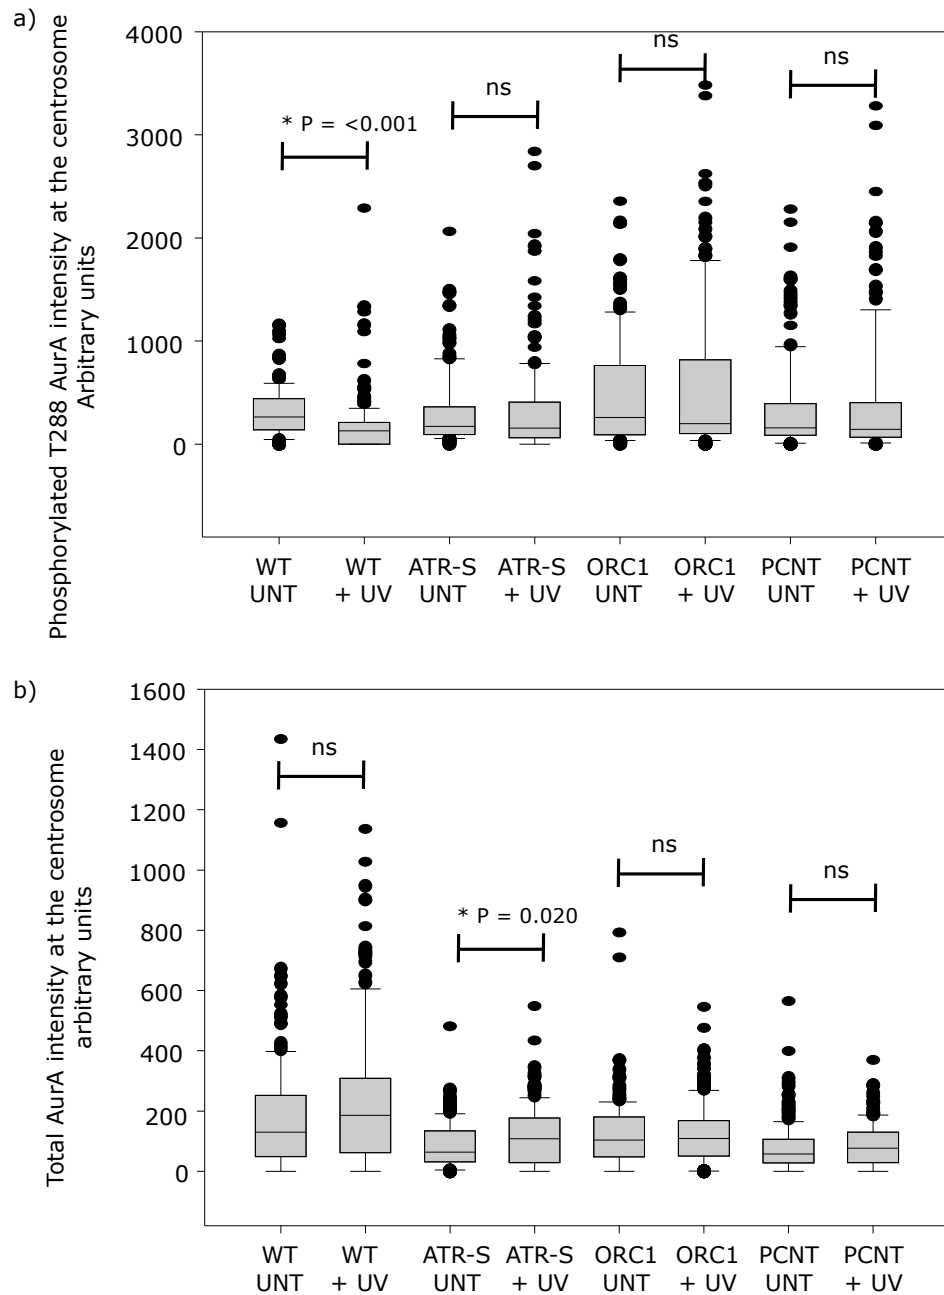 a)
Phosphorylated T288 AurA intensity at the centrosome
Arbitrary units
4000
3000
2000
1000
0
* P = <0.001
ns
ns
ns
WT UNT
WT + UV
ATR-S UNT
ATR-S + UV
ORC1 UNT
ORC1 + UV
PCNT UNT
PCNT + UV
b)
Total AurA intensity at the centrosome
arbitrary units
1600
1400
1200
1000
800
600
400
200
0
ns
* P = 0.020
ns
ns
WT UNT
WT + UV
ATR-S UNT
ATR-S + UV
ORC1 UNT
ORC1 + UV
PCNT UNT
PCNT + UV